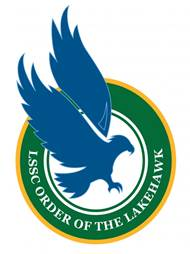 LSSC ORDER OF THE LAKEHAWK